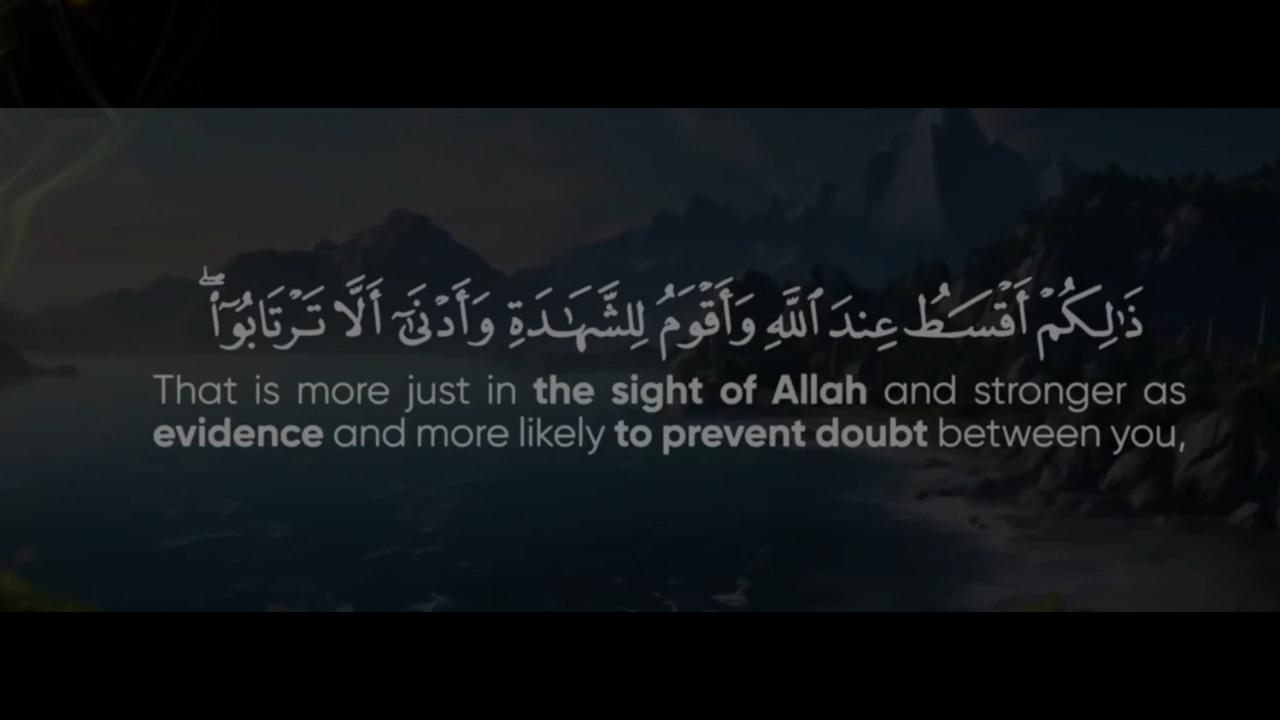 ذَٰلِكُمْ أَقْسَطُ عِندَ ٱللَّهِ وَأَقْوَمُ لِلشَّهَـٰدَةِ وَأَدْنَىٰٓ أَلَّا تَرْتَابُوٓا۟ ۖ
That is more just in the sight of Allah and stronger as
evidence and more likely to prevent doubt between you,